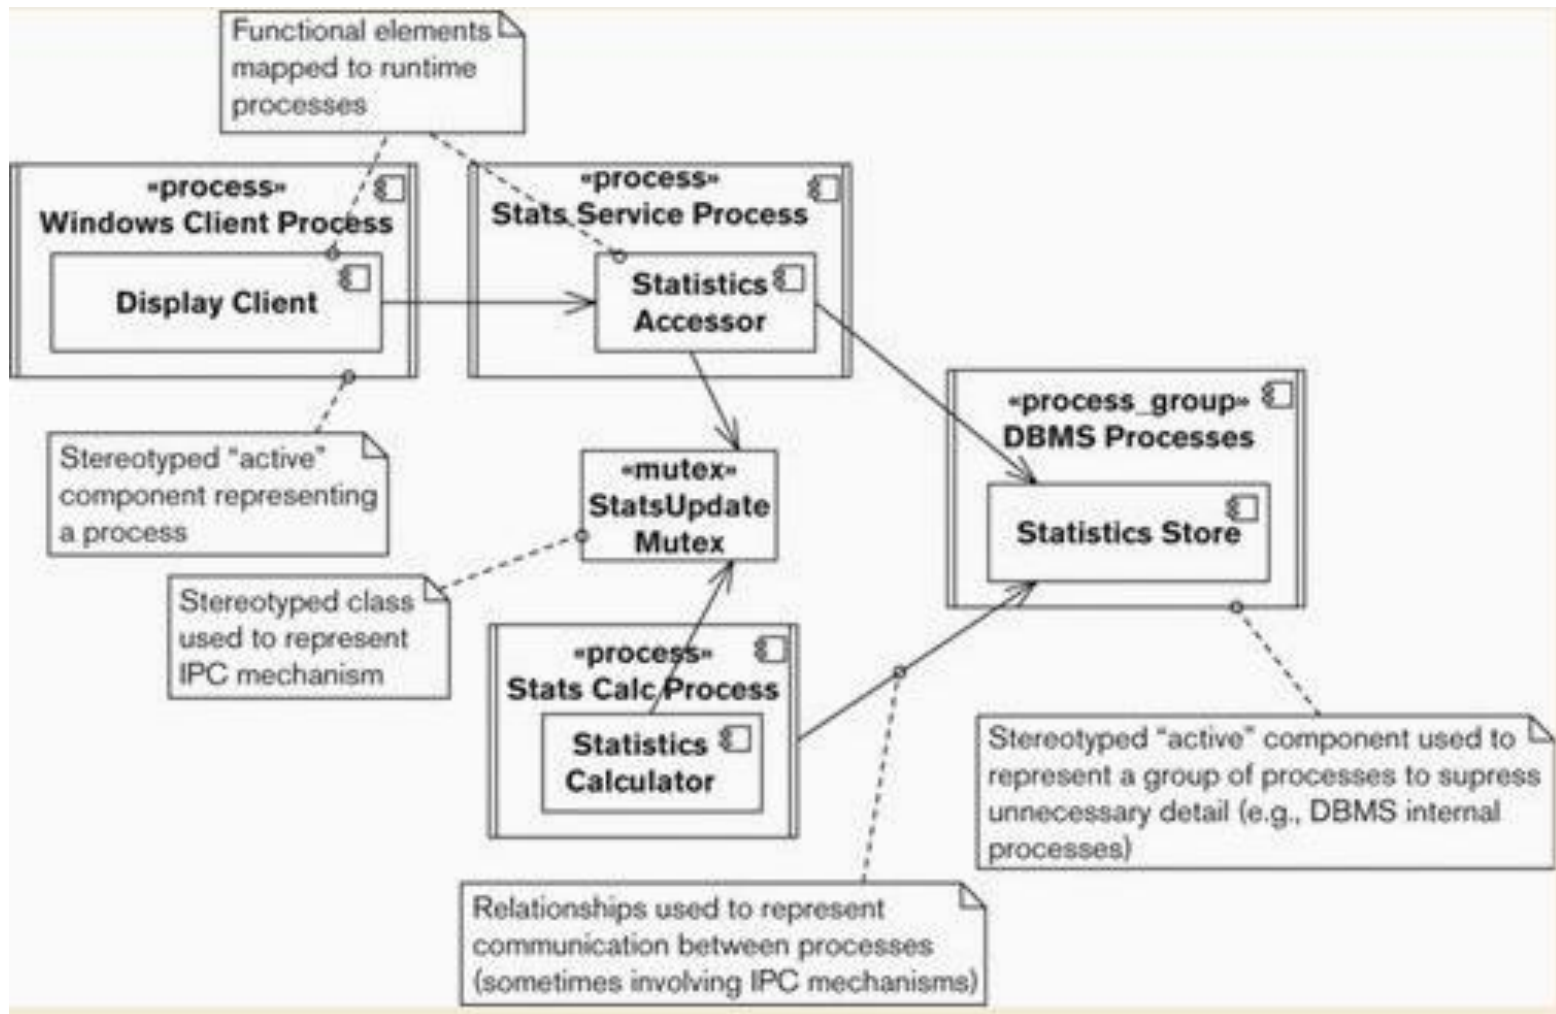 Functional elements
mapped to runtime
processes
«process»
Windows Client Process
Display Client
«process»
Stats Service Process
Statistics
Accessor
«process_group»
DBMS Processes
Statistics Store
Stereotyped "active"
component representing
a process
«mutex»
StatsUpdate
Mutex
Stereotyped class
used to represent
IPC mechanism
«process»
Stats Calc Process
Statistics
Calculator
Stereotyped "active" component used to
represent a group of processes to supress
unnecessary detail (e.g., DBMS internal
processes)
Relationships used to represent
communication between processes
(sometimes involving IPC mechanisms)